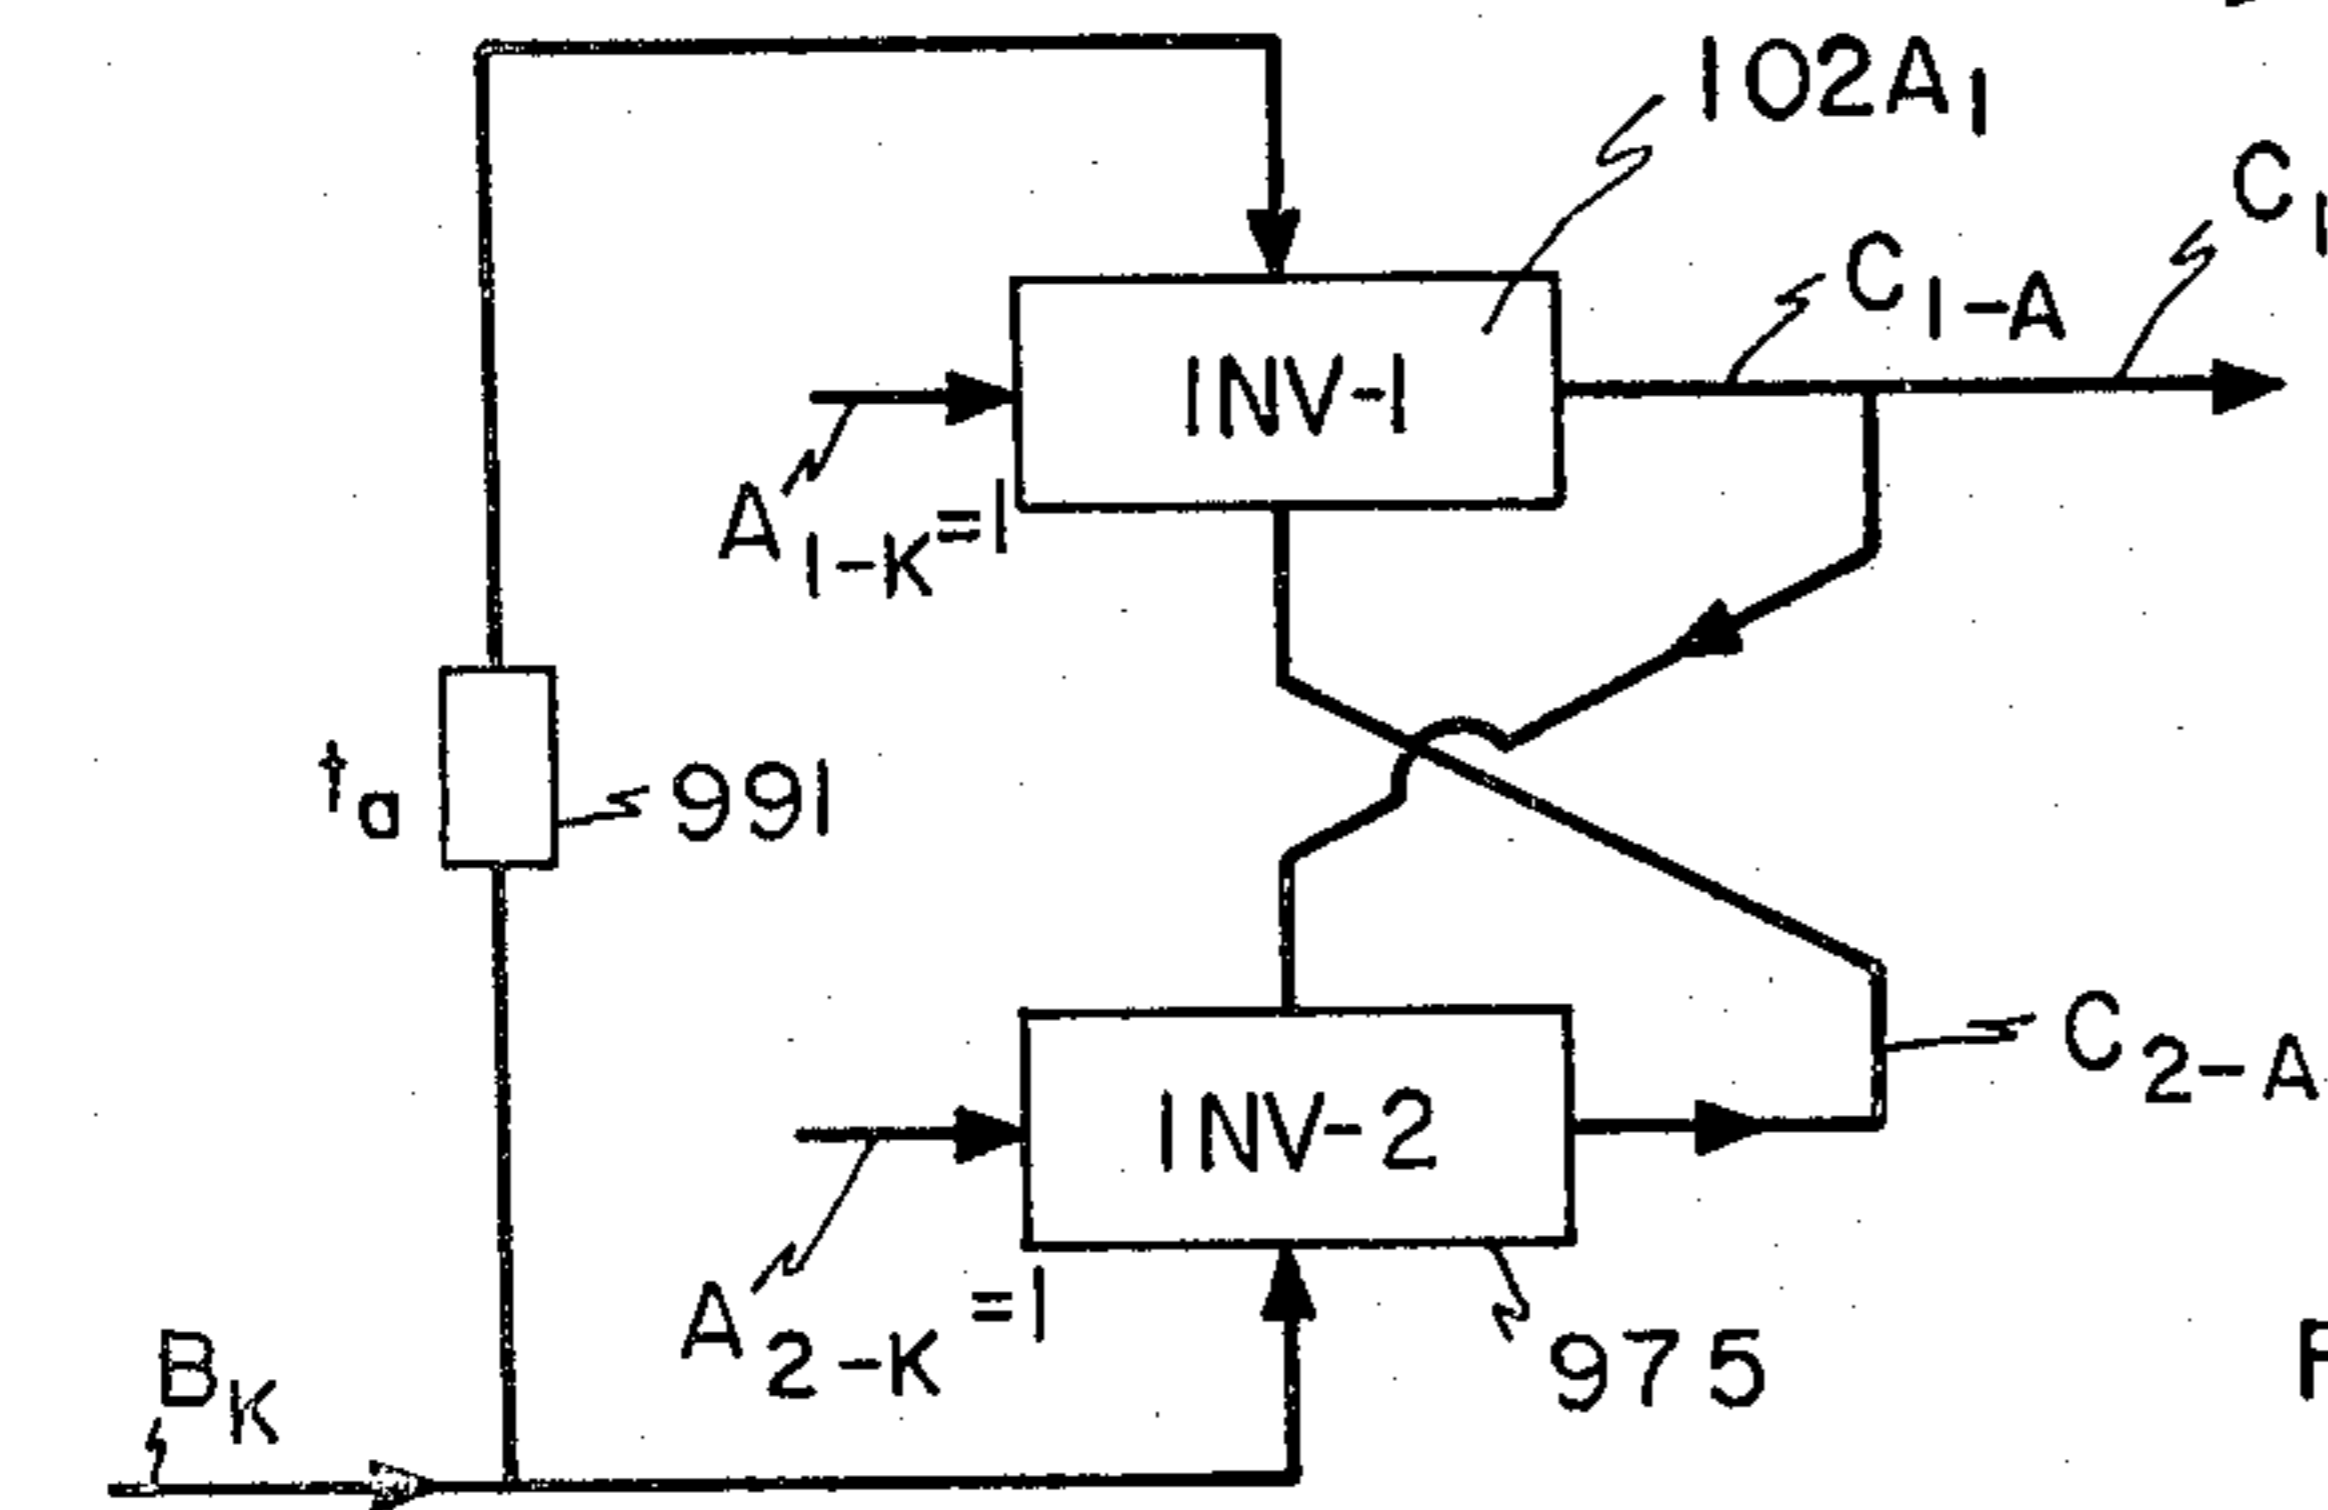 102A1
C1
C1-A
INV-1
A1-K=1
ta
991
C2-A
INV-2
A2-K=1
975
BK